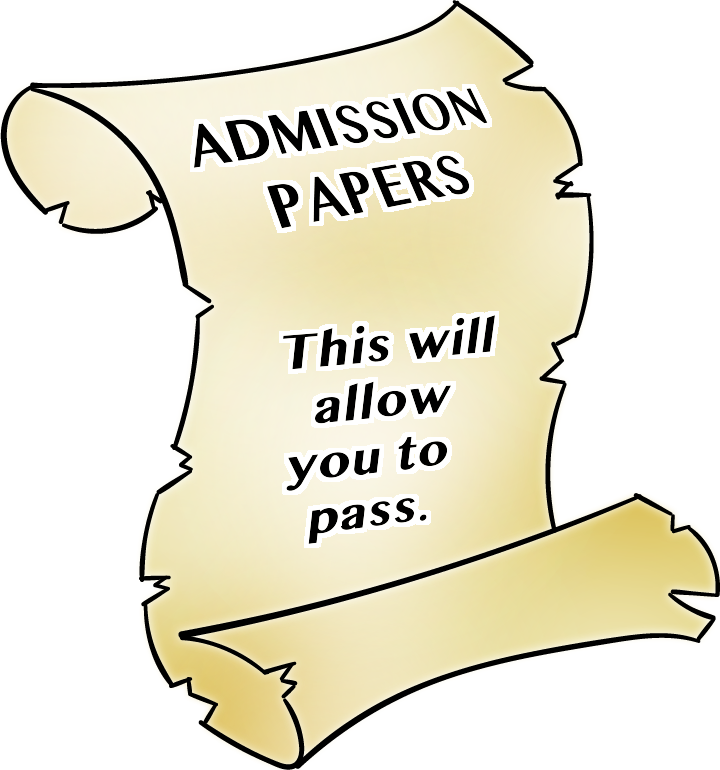 ADMISSION
PAPERS
This will
allow
you to
pass.